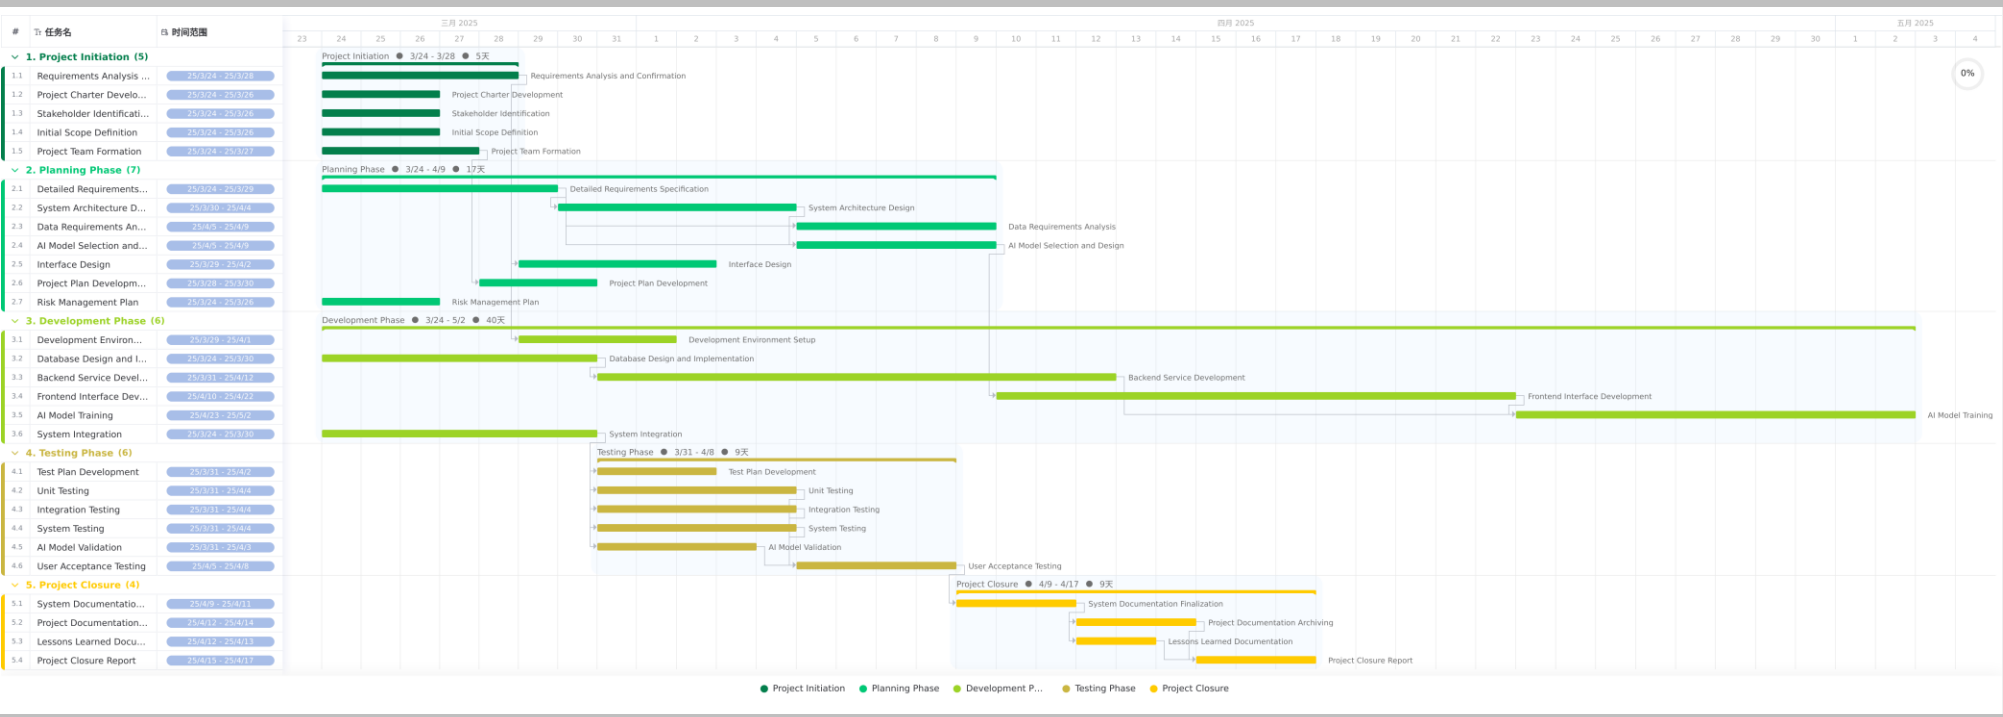 三月 2025 四月 2025 五月 2025
# Tr 任务名 时间范围
23 24 25 26 27 28 29 30 31 1 2 3 4 5 6 7 8 9 10 11 12 13 14 15 16 17 18 19 20 21 22 23 24 25 26 27 28 29 30 1 2 3 4
1. Project Initiation (5) Project Initiation ● 3/24 - 3/28 ● 5天
0%
1.1 Requirements Analysis ... 25/3/24 - 25/3/28 Requirements Analysis and Confirmation
1.2 Project Charter Develo... 25/3/24 - 25/3/26 Project Charter Development
1.3 Stakeholder Identificati... 25/3/24 - 25/3/26 Stakeholder Identification
1.4 Initial Scope Definition 25/3/24 - 25/3/26 Initial Scope Definition
1.5 Project Team Formation 25/3/24 - 25/3/27 Project Team Formation
2. Planning Phase (7) Planning Phase ● 3/24 - 4/9 ● 17天
2.1 Detailed Requirements... 25/3/24 - 25/3/29 Detailed Requirements Specification
2.2 System Architecture D... 25/3/30 - 25/4/4 System Architecture Design
2.3 Data Requirements An... 25/4/5 - 25/4/9 Data Requirements Analysis
2.4 AI Model Selection and... 25/4/5 - 25/4/9 AI Model Selection and Design
2.5 Interface Design 25/3/29 - 25/4/2 Interface Design
2.6 Project Plan Developm... 25/3/28 - 25/3/30 Project Plan Development
2.7 Risk Management Plan 25/3/24 - 25/3/26 Risk Management Plan
3. Development Phase (6) Development Phase ● 3/24 - 5/2 ● 40天
3.1 Development Environ... 25/3/29 - 25/4/1 Development Environment Setup
3.2 Database Design and I... 25/3/24 - 25/3/30 Database Design and Implementation
3.3 Backend Service Devel... 25/3/31 - 25/4/12 Backend Service Development
3.4 Frontend Interface Dev... 25/4/10 - 25/4/22 Frontend Interface Development
3.5 AI Model Training 25/4/23 - 25/5/2 AI Model Training
3.6 System Integration 25/3/24 - 25/3/30 System Integration
4. Testing Phase (6) Testing Phase ● 3/31 - 4/8 ● 9天
4.1 Test Plan Development 25/3/31 - 25/4/2 Test Plan Development
4.2 Unit Testing 25/3/31 - 25/4/4 Unit Testing
4.3 Integration Testing 25/3/31 - 25/4/4 Integration Testing
4.4 System Testing 25/3/31 - 25/4/4 System Testing
4.5 AI Model Validation 25/3/31 - 25/4/3 AI Model Validation
4.6 User Acceptance Testing 25/4/5 - 25/4/8 User Acceptance Testing
5. Project Closure (4) Project Closure ● 4/9 - 4/17 ● 9天
5.1 System Documentatio... 25/4/9 - 25/4/11 System Documentation Finalization
5.2 Project Documentation... 25/4/12 - 25/4/14 Project Documentation Archiving
5.3 Lessons Learned Docu... 25/4/12 - 25/4/13 Lessons Learned Documentation
5.4 Project Closure Report 25/4/15 - 25/4/17 Project Closure Report
Project Initiation Planning Phase Development P... Testing Phase Project Closure